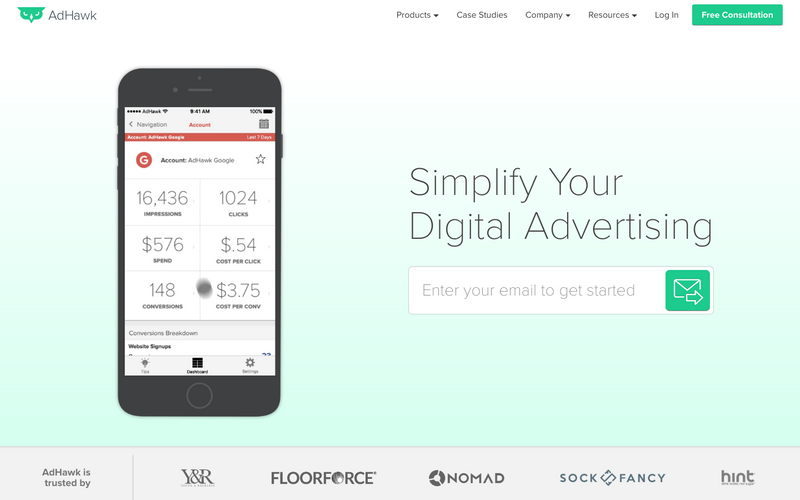 AdHawk
Products
Case Studies
Company
Resources
Log In
Free Consultation
AdHawk
9:41 AM
100%
Navigation
Account
Account: AdHawk Google
Last 7 Days
G
Account: AdHawk Google
16,436
1024
IMPRESSIONS
CLICKS
$576
$.54
SPEND
COST PER CLICK
148
$3.75
CONVERSIONS
COST PER CONV
Conversions Breakdown
Website Signups
Tips
Dashboard
Settings
Simplify Your
Digital Advertising
Enter your email to get started
AdHawk is
trusted by
Y&R
FLOORFORCE
NOMAD
SOCK FANCY
hint